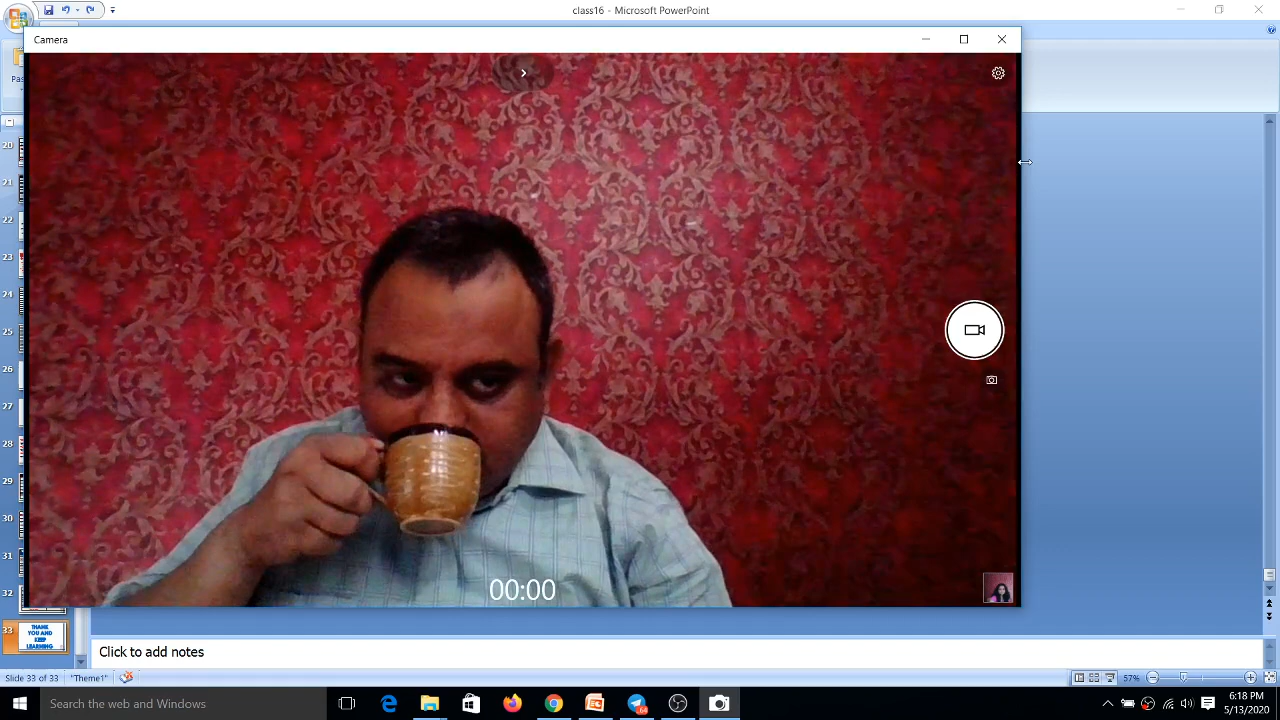 class16 - Microsoft PowerPoint
Camera
Pas
20
21
22
23
24
25
26
27
28
29
30
31
32
33
00:00
THANK
YOU AND
KEEP
LEARNING
Click to add notes
Slide 33 of 33
"Theme1"
57%
Search the web and Windows
64
6:18 PM
5/13/2020